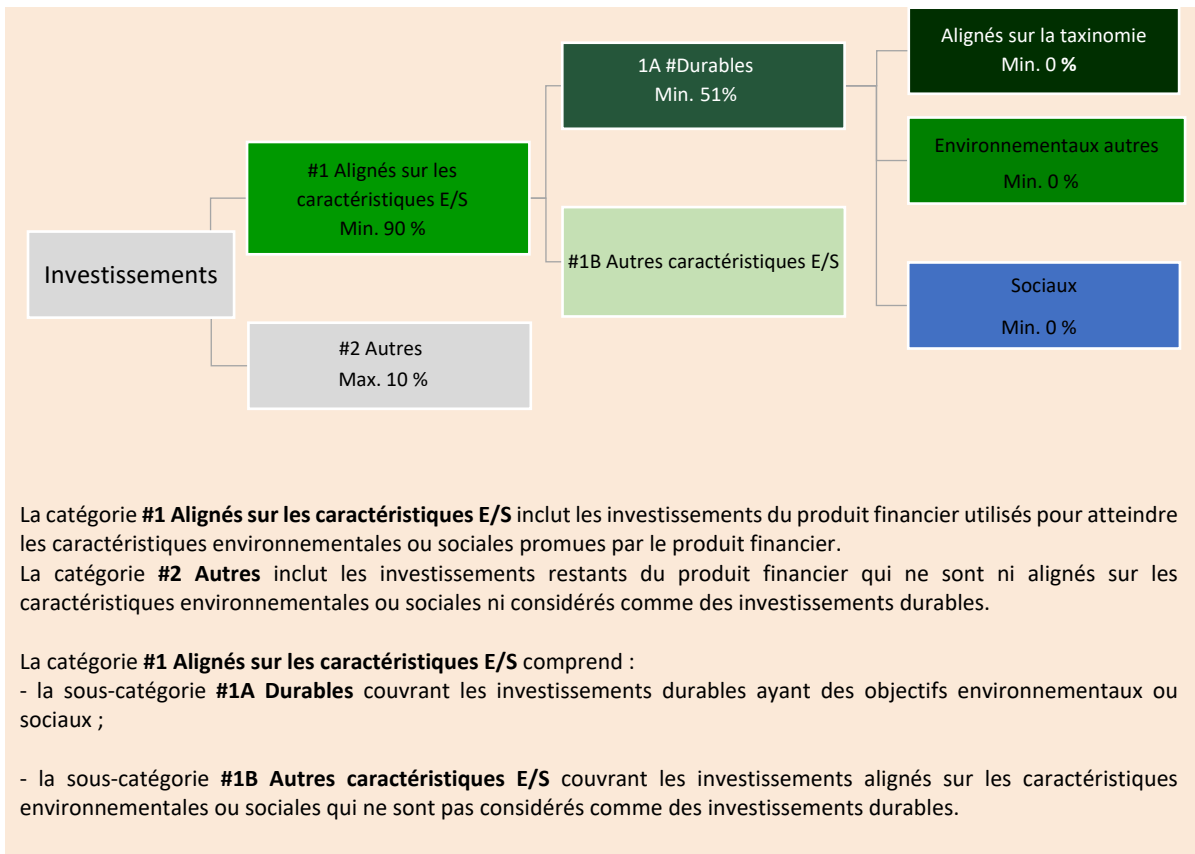 Investissements
#1 Alignés sur les
caractéristiques E/S
Min. 90 %
#2 Autres
Max. 10 %
1A #Durables
Min. 51%
#1B Autres caractéristiques E/S
Alignés sur la taxinomie
Min. 0 %
Environnementaux autres
Min. 0 %
Sociaux
Min. 0 %
La catégorie #1 Alignés sur les caractéristiques E/S inclut les investissements du produit financier utilisés pour atteindre
les caractéristiques environnementales ou sociales promues par le produit financier.
La catégorie #2 Autres inclut les investissements restants du produit financier qui ne sont ni alignés sur les
caractéristiques environnementales ou sociales ni considérés comme des investissements durables.
La catégorie #1 Alignés sur les caractéristiques E/S comprend :
- la sous-catégorie #1A Durables couvrant les investissements durables ayant des objectifs environnementaux ou
sociaux ;
- la sous-catégorie #1B Autres caractéristiques E/S couvrant les investissements alignés sur les caractéristiques
environnementales ou sociales qui ne sont pas considérés comme des investissements durables.